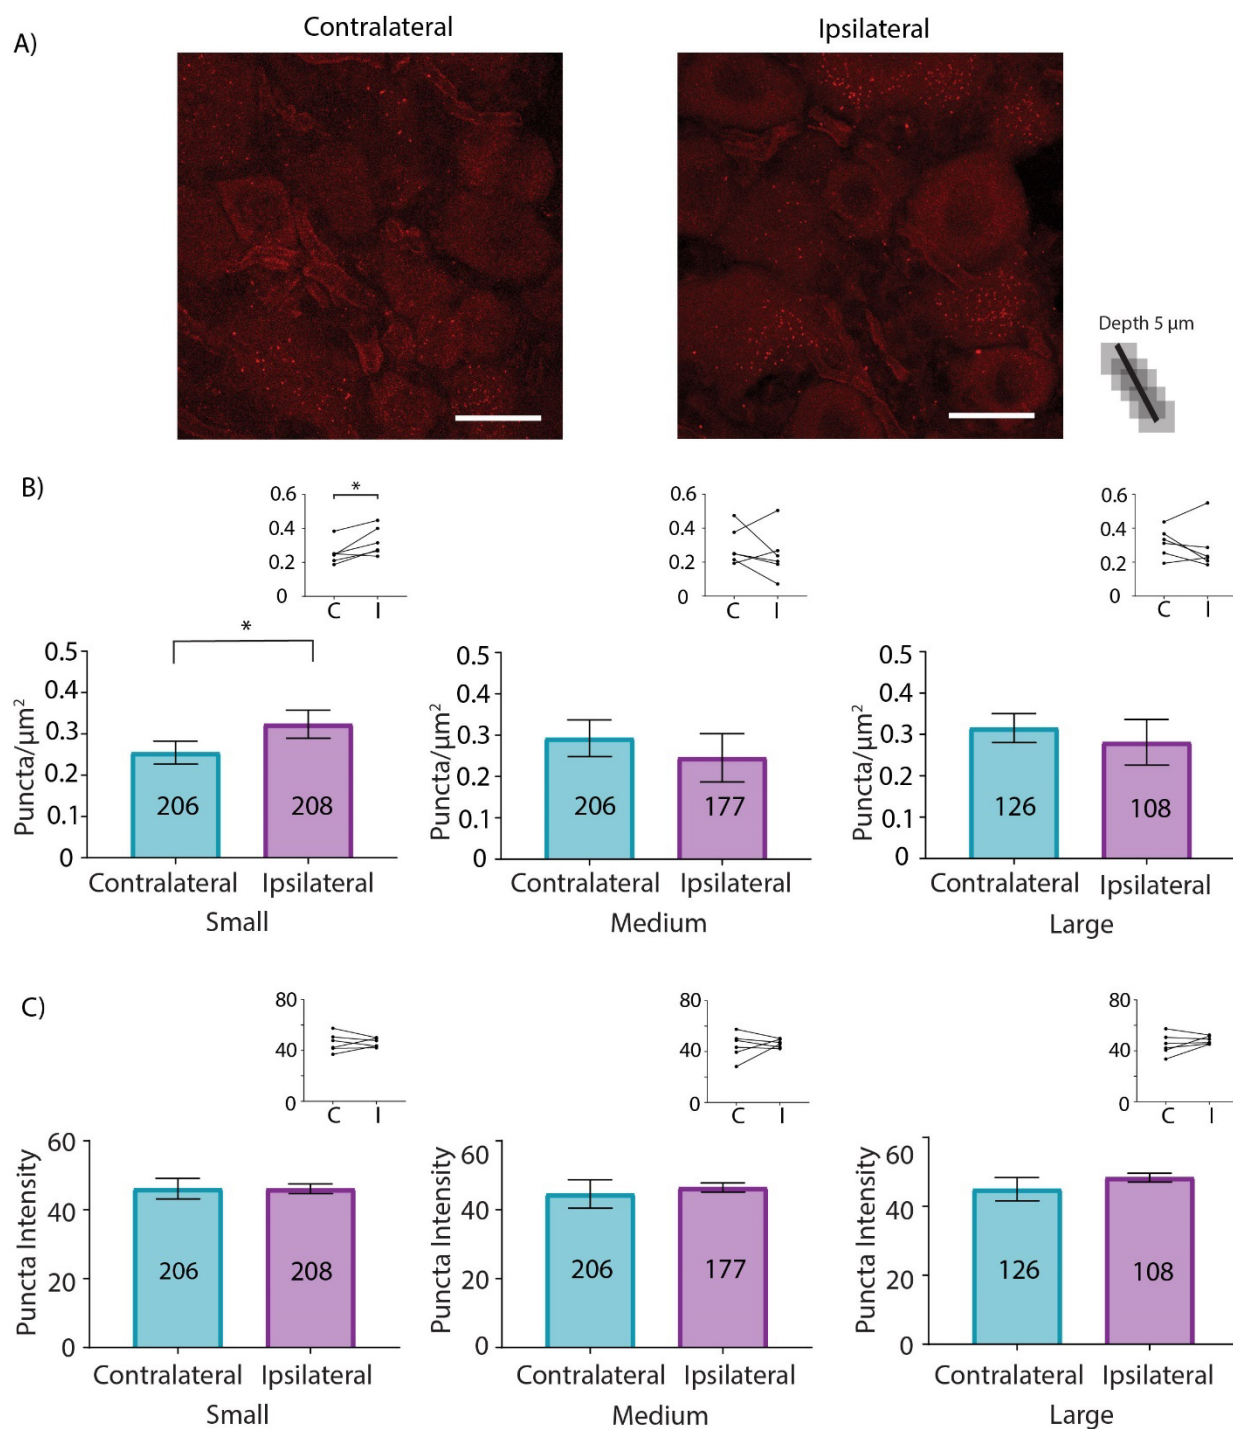 A)
Contralateral
Ipsilateral
Depth 5 μm
B)
0.6
0.4
0.2
0
*
C I
0.6
0.4
0.2
0
C I
0.6
0.4
0.2
0
C I
*
Puncta/μm²
0.5
0.4
0.3
0.2
0.1
0
206
208
Contralateral Ipsilateral
Small
Puncta/μm²
0.5
0.4
0.3
0.2
0.1
0
206
177
Contralateral Ipsilateral
Medium
Puncta/μm²
0.5
0.4
0.3
0.2
0.1
0
126
108
Contralateral Ipsilateral
Large
C)
80
40
0
C I
80
40
0
C I
80
40
0
C I
Puncta Intensity
60
40
20
0
206
208
Contralateral Ipsilateral
Small
Puncta Intensity
60
40
20
0
206
177
Contralateral Ipsilateral
Medium
Puncta Intensity
60
40
20
0
126
108
Contralateral Ipsilateral
Large